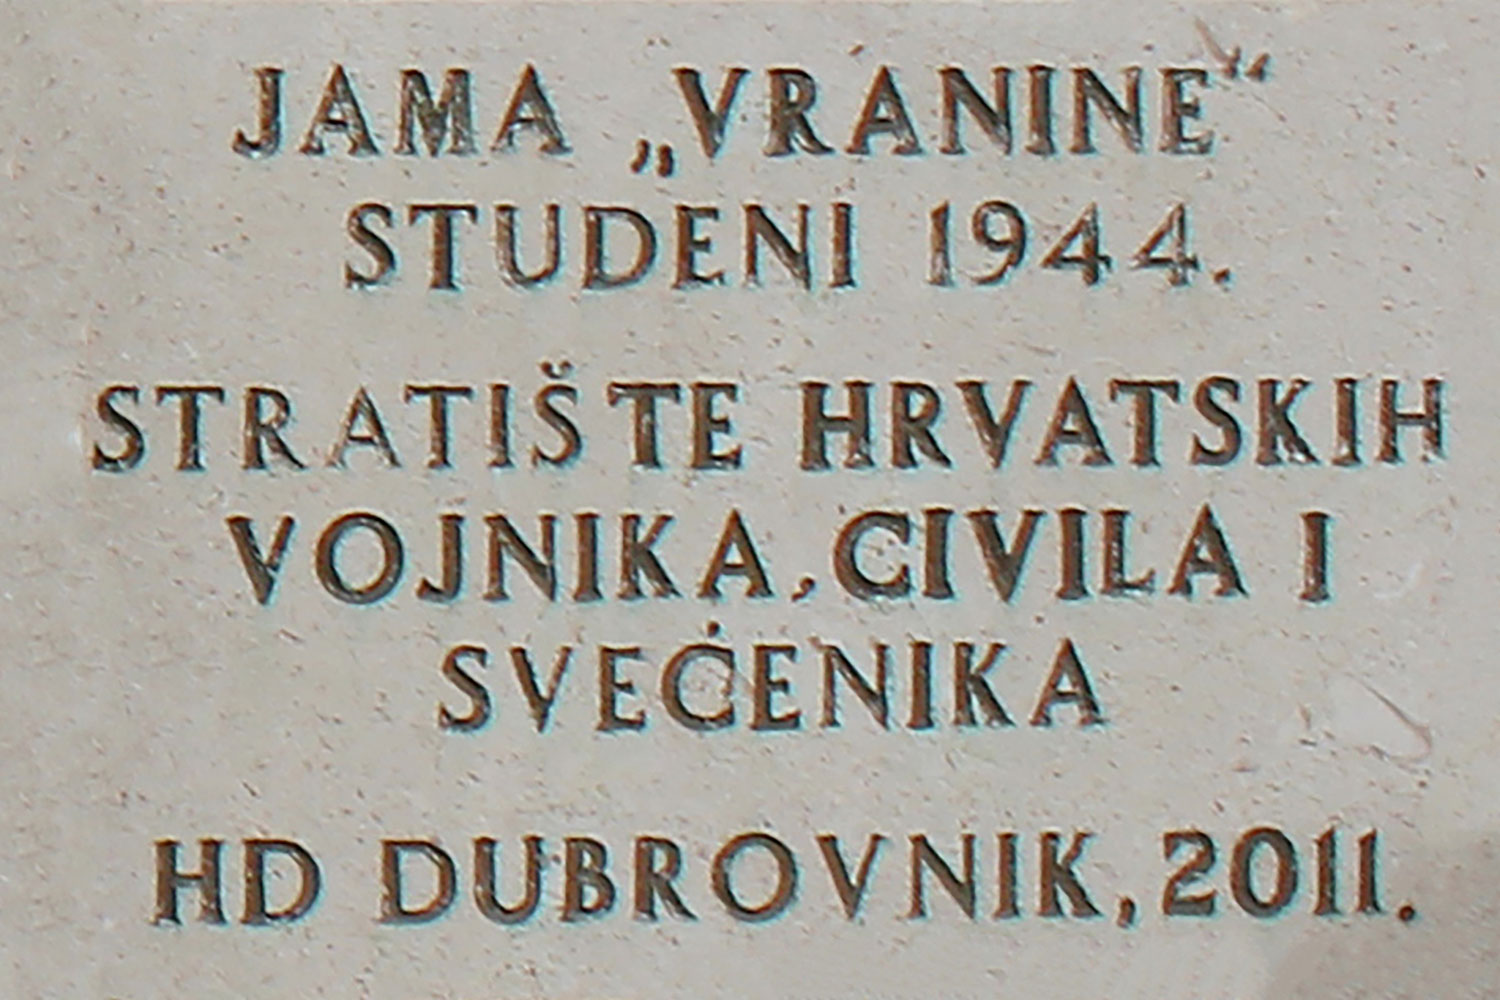 JAMA „VRANINE“
STUDENI 1944.
STRATIŠTE HRVATSKIH
VOJNIKA, CIVILA I
SVEĆENIKA
HD DUBROVNIK, 2011.